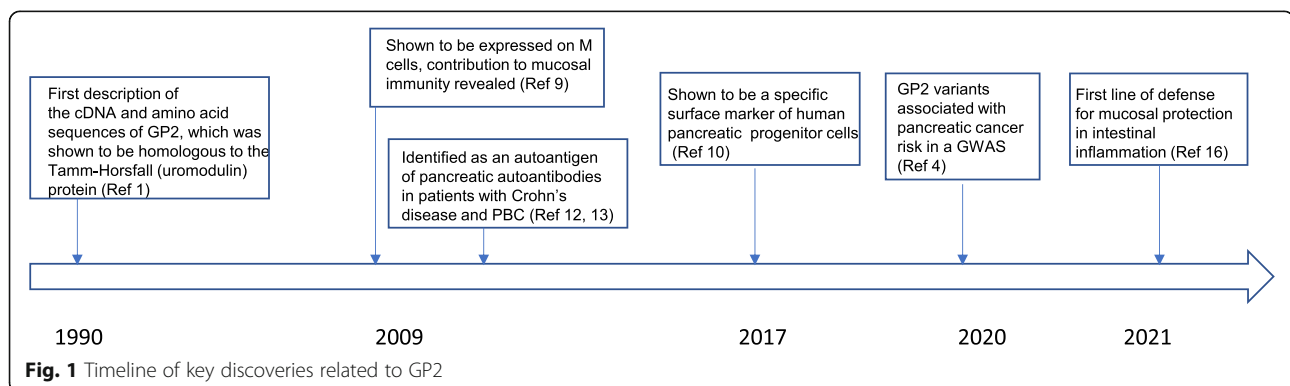 First description of
the cDNA and amino acid
sequences of GP2, which was
shown to be homologous to the
Tamm-Horsfall (uromodulin)
protein (Ref 1)
Shown to be expressed on M
cells, contribution to mucosal
immunity revealed (Ref 9)
Identified as an autoantigen
of pancreatic autoantibodies
in patients with Crohn’s
disease and PBC (Ref 12, 13)
Shown to be a specific
surface marker of human
pancreatic progenitor cells
(Ref 10)
GP2 variants
associated with
pancreatic cancer
risk in a GWAS
(Ref 4)
First line of defense
for mucosal protection
in intestinal
inflammation (Ref 16)
1990
2009
2017
2020
2021
Fig. 1 Timeline of key discoveries related to GP2